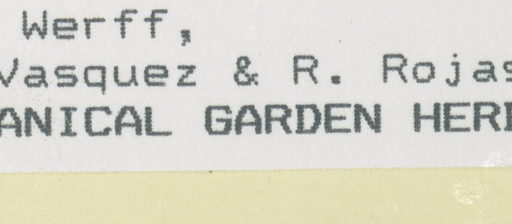 Werff,
Vasquez & R. Rojas
ANICAL GARDEN HER